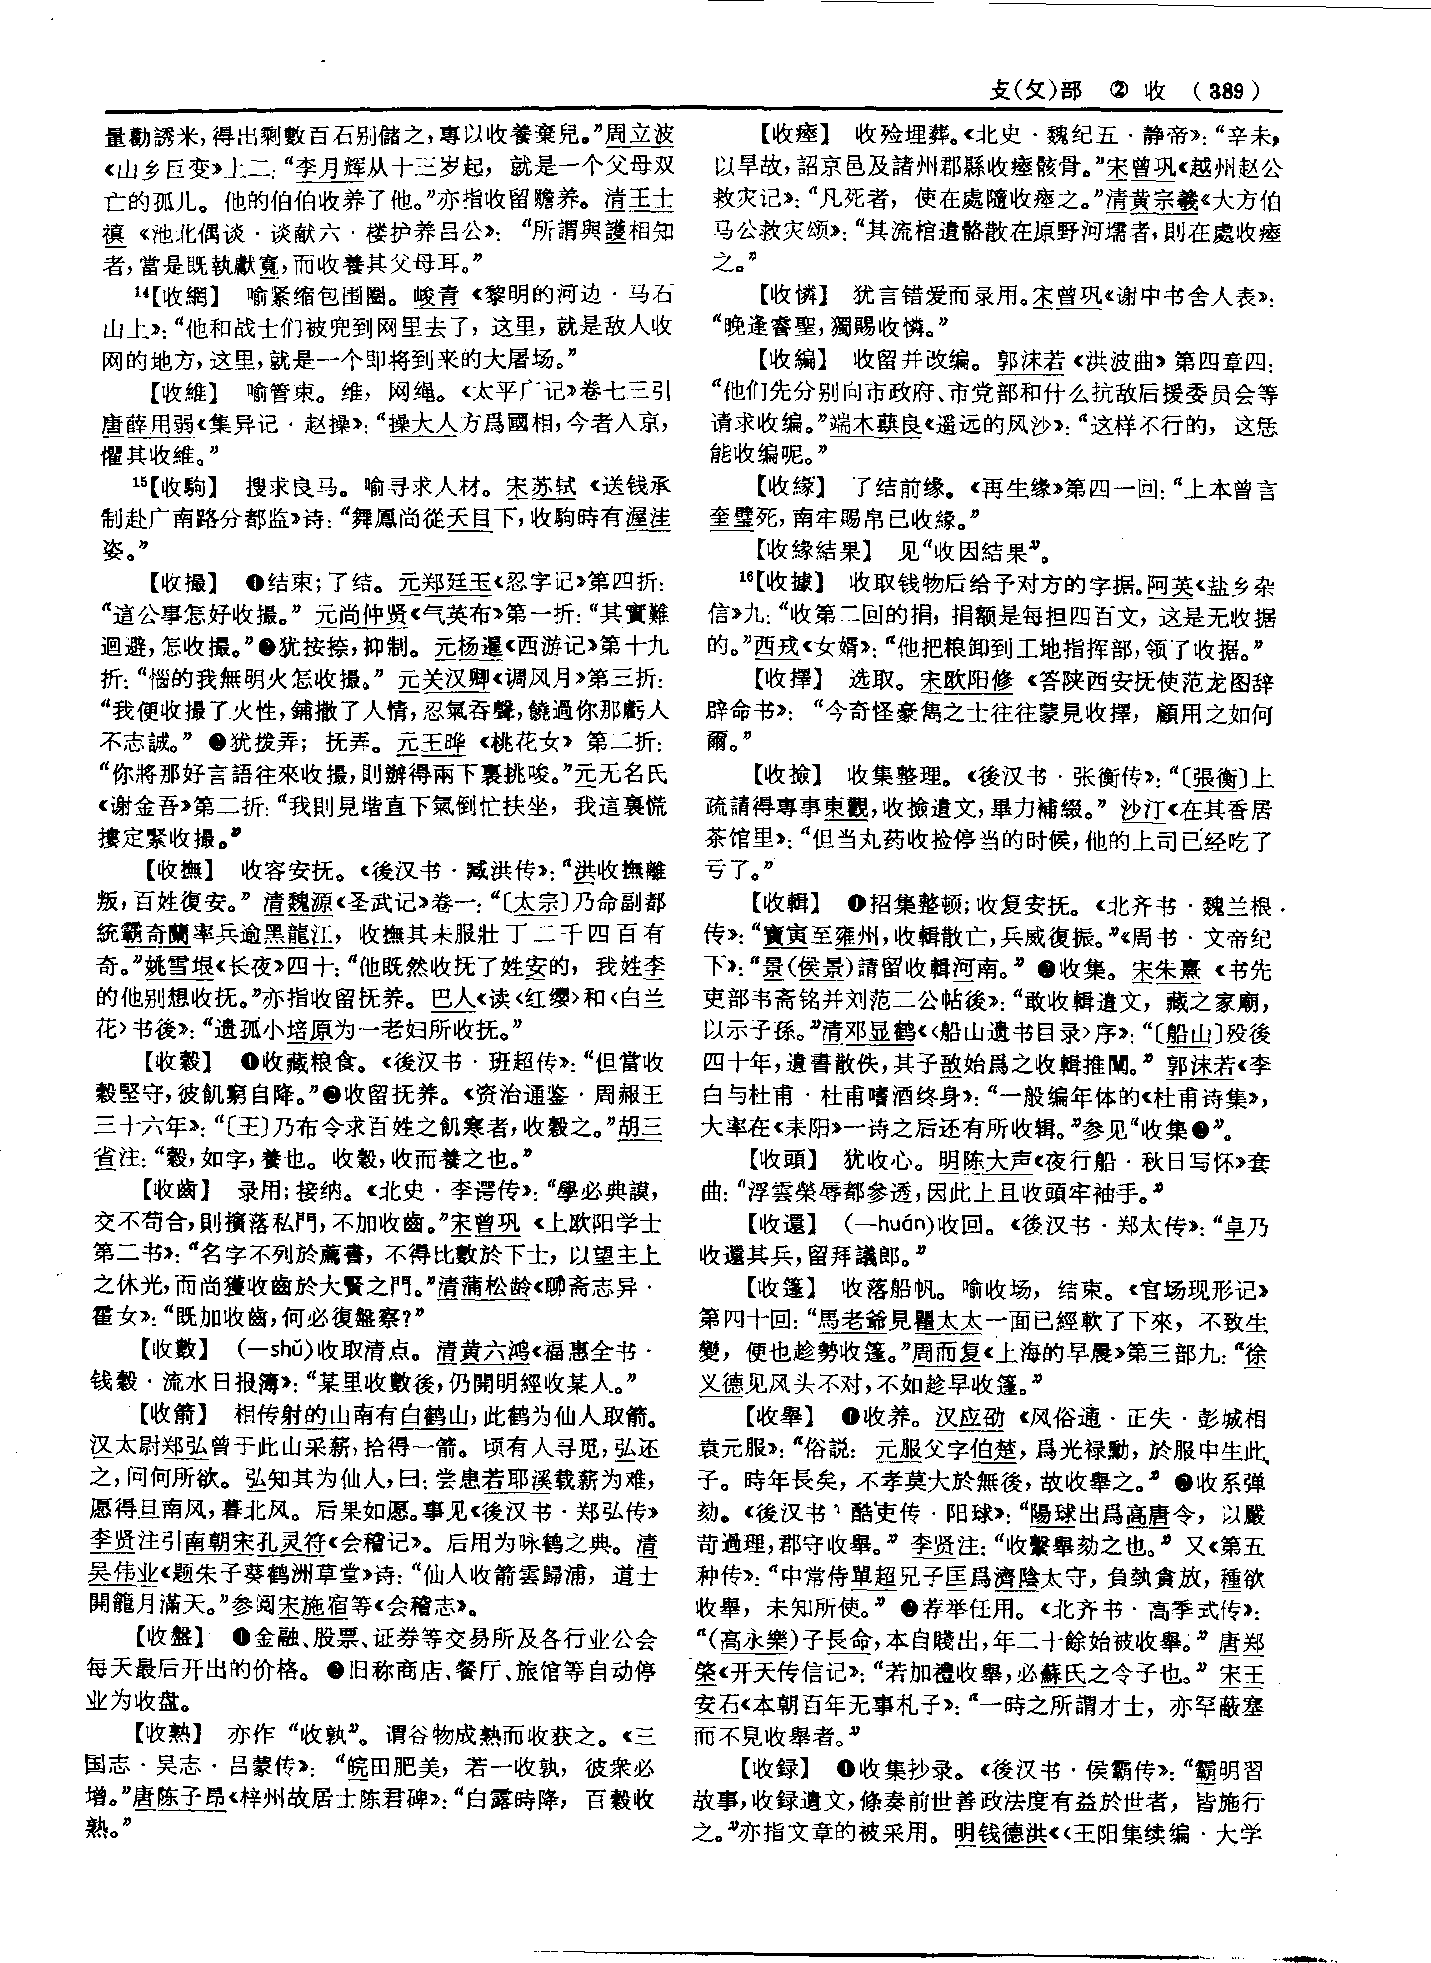 攴(攵)部　② 收　(389)
量勸誘米，得出剩數百石别儲之，專以收養棄兒。”周立波
《山乡巨变》上二：“李月辉从十三岁起，就是一个父母双
亡的孤儿。他的伯伯收养了他。”亦指收留赡养。清王士
禛《池北偶谈·谈献六·楼护养吕公》：“所謂與護相知
者，當是既執獻寬，而收養其父母耳。”
14【收網】　喻紧缩包围圈。峻青《黎明的河边·马石
山上》：“他和战士们被兜到网里去了，这里，就是敌人收
网的地方，这里，就是一个即将到来的大屠场。”
【收維】　喻管束。维，网绳。《太平广记》卷七三引
唐薛用弱《集异记·赵操》：“操大人方爲國相，今者入京，
懼其收維。”
15【收駒】　搜求良马。喻寻求人材。宋苏轼《送钱承
制赴广南路分都监》诗：“舞鳳尚從天目下，收駒時有渥洼
姿。”
【收撮】　❶结束；了结。元郑廷玉《忍字记》第四折：
“這公事怎好收撮。”元尚仲贤《气英布》第一折：“其實難
迴避，怎收撮。”❷犹按捺，抑制。元杨暹《西游记》第十九
折：“惱的我無明火怎收撮。”元关汉卿《调风月》第三折：
“我便收撮了火性，鋪撒了人情，忍氣吞聲，饒過你那虧人
不志誠。”❸犹拨弄；抚弄。元王晔《桃花女》第二折：
“你將那好言語往來收撮，則辦得兩下裏挑唆。”元无名氏
《谢金吾》第二折：“我則見堦直下氣倒忙扶坐，我這裏慌
摟定緊收撮。”
【收撫】　收容安抚。《後汉书·臧洪传》：“洪收撫離
叛，百姓復安。”清魏源《圣武记》卷一：“〔太宗〕乃命副都
統霸奇蘭率兵逾黑龍江，收撫其未服壯丁二千四百有
奇。”姚雪垠《长夜》四十：“他既然收抚了姓安的，我姓李
的他别想收抚。”亦指收留抚养。巴人《读〈红缨〉和〈白兰
花〉书後》：“遗孤小培原为一老妇所收抚。”
【收穀】　❶收藏粮食。《後汉书·班超传》：“但當收
穀堅守，彼飢窮自降。”❷收留抚养。《资治通鉴·周赧王
三十六年》：“〔王〕乃布令求百姓之飢寒者，收穀之。”胡三
省注：“穀，如字，養也。收穀，收而養之也。”
【收齒】　录用；接纳。《北史·李谔传》：“學必典謨，
交不苟合，則擯落私門，不加收齒。”宋曾巩《上欧阳学士
第二书》：“名字不列於薦書，不得比數於下士，以望主上
之休光，而尚獲收齒於大賢之門。”清蒲松龄《聊斋志异·
霍女》：“既加收齒，何必復盤察?”
【收數】　(—shǔ)收取清点。清黄六鸿《福惠全书·
钱穀·流水日报簿》：“某里收數後，仍開明經收某人。”
【收箭】　相传射的山南有白鹤山，此鹤为仙人取箭。
汉太尉郑弘曾于此山采薪，拾得一箭。顷有人寻觅，弘还
之，问何所欲。弘知其为仙人，曰：尝患若耶溪载薪为难，
愿得旦南风，暮北风。后果如愿。事见《後汉书·郑弘传》
李贤注引南朝宋孔灵符《会稽记》。后用为咏鹤之典。清
吴伟业《题朱子葵鹤洲草堂》诗：“仙人收箭雲歸浦，道士
開籠月滿天。”参阅宋施宿等《会稽志》。
【收盤】　❶金融、股票、证券等交易所及各行业公会
每天最后开出的价格。❷旧称商店、餐厅、旅馆等自动停
业为收盘。
【收熟】　亦作“收孰”。谓谷物成熟而收获之。《三
国志·吴志·吕蒙传》：“皖田肥美，若一收孰，彼衆必
增。”唐陈子昂《梓州故居士陈君碑》：“白露時降，百穀收
熟。”
【收瘞】　收殓埋葬。《北史·魏纪五·静帝》：“辛未，
以旱故，詔京邑及諸州郡縣收瘞骸骨。”宋曾巩《越州赵公
救灾记》：“凡死者，使在處隨收瘞之。”清黄宗羲《大方伯
马公救灾颂》：“其流棺遺骼散在原野河壖者，則在處收瘞
之。”
【收憐】　犹言错爱而录用。宋曾巩《谢中书舍人表》：
“晚逢睿聖，獨賜收憐。”
【收編】　收留并改编。郭沫若《洪波曲》第四章四：
“他们先分别向市政府、市党部和什么抗敌后援委员会等
请求收编。”端木蕻良《遥远的风沙》：“这样不行的，这恁
能收编呢。”
【收緣】　了结前缘。《再生缘》第四一回：“上本曾言
奎璧死，南牢賜帛已收緣。”
【收缘結果】　见“收因结果”。
16【收據】　收取钱物后给予对方的字据。阿英《盐乡杂
信》九：“收第二回的捐，捐额是每担四百文，这是无收据
的。”西戎《女婿》：“他把粮卸到工地指挥部，领了收据。”
【收擇】　选取。宋欧阳修《答陕西安抚使范龙图辞
辟命书》：“今奇怪豪雋之士往往蒙見收擇，顧用之如何
爾。”
【收撿】　收集整理。《後汉书·张衡传》：“〔張衡〕上
疏請得專事東觀，收撿遺文，畢力補綴。”沙汀《在其香居
茶馆里》：“但当丸药收捡停当的时候，他的上司已经吃了
亏了。”
【收輯】　❶招集整顿；收复安抚。《北齐书·魏兰根
传》：“寶寅至雍州，收輯散亡，兵威復振。”《周书·文帝纪
下》：“景(侯景)請留收輯河南。”❷收集。宋朱熹《书先
吏部韦斋铭并刘范二公帖後》：“敢收輯遺文，藏之家廟，
以示子孫。”清邓显鹤《〈船山遗书目录〉序》：“〔船山〕殁後
四十年，遺書散佚，其子敔始爲之收輯推闡。”郭沫若《李
白与杜甫·杜甫嗜酒终身》：“一般编年体的《杜甫诗集》，
大率在《耒阳》一诗之后还有所收辑。”参见“收集❷”。
【收頭】　犹收心。明陈大声《夜行船·秋日写怀》套
曲：“浮雲榮辱都參透，因此上且收頭牢袖手。”
【收還】　(—huán)收回。《後汉书·郑太传》：“卓乃
收還其兵，留拜議郎。”
【收篷】　收落船帆。喻收场，结束。《官场现形记》
第四十回：“馬老爺見瞿太太一面已經軟了下來，不致生
變，便也趁勢收篷。”周而复《上海的早晨》第三部九：“徐
义德见风头不对，不如趁早收篷。”
【收舉】　❶收养。汉应劭《风俗通·正失·彭城相
袁元服》：“俗説：元服父字伯楚，爲光禄勳，於服中生此
子。時年長矣，不孝莫大於無後，故收舉之。”❷收系弹
劾。《後汉书·酷吏传·阳球》：“陽球出爲高唐令，以嚴
苛過理，郡守收舉。”李贤注：“收繫舉劾之也。”又《第五
种传》：“中常侍單超兄子匡爲濟陰太守，負埶貪放，種欲
收舉，未知所使。”❸荐举任用。《北齐书·高季式传》：
“(高永樂)子長命，本自賤出，年二十餘始被收舉。”唐郑
棨《开天传信记》：“若加禮收舉，必蘇氏之令子也。”宋王
安石《本朝百年无事札子》：“一時之所謂才士，亦罕蔽塞
而不見收舉者。”
【收録】　❶收集抄录。《後汉书·侯霸传》：“霸明習
故事，收録遺文，條奏前世善政法度有益於世者，皆施行
之。”亦指文章的被采用。明钱德洪《〈王阳集续编·大学